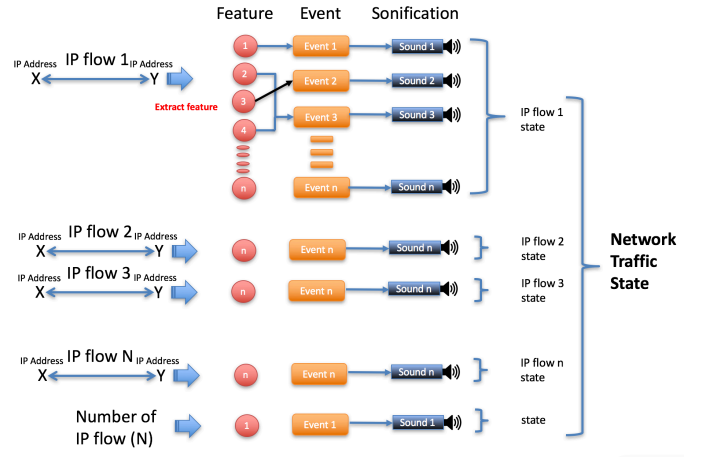 Feature Event Sonification
IP Address IP flow 1 IP Address
X Y
Extract feature
1 Event 1 Sound 1
2 Event 2 Sound 2
3
4 Event 3 Sound 3
n Event n Sound n
IP flow 1
state
IP Address IP flow 2 IP Address
X Y
n Event n Sound n
IP flow 2
state
IP Address IP flow 3 IP Address
X Y
n Event n Sound n
IP flow 3
state
IP Address IP flow N IP Address
X Y
n Event n Sound n
IP flow n
state
Number of
IP flow (N)
1 Event 1 Sound 1
state
Network
Traffic
State